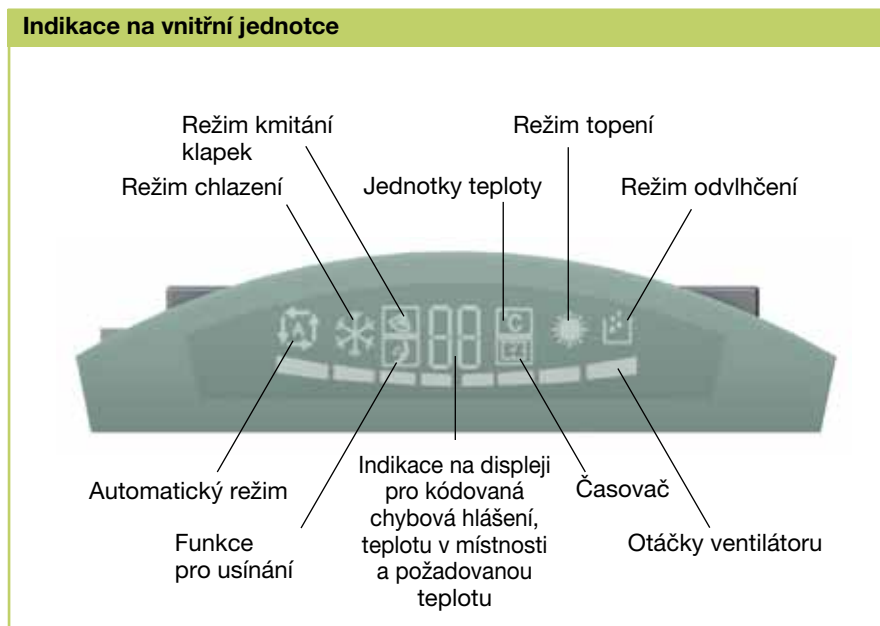 Indikace na vnitřní jednotce
Režim kmitání
klapek
Režim topení
Režim chlazení
Jednotky teploty
Režim odvlhčení
A
88
C
Automatický režim
Funkce
pro usínání
Indikace na displeji
pro kódovaná
chybová hlášení,
teplotu v místnosti
a požadovanou
teplotu
Časovač
Otáčky ventilátoru